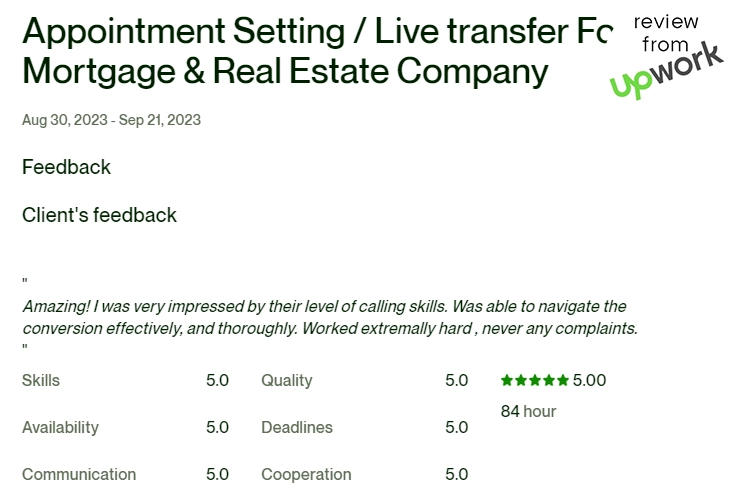 Appointment Setting / Live transfer Fo
Mortgage & Real Estate Company
review
from
upwork
Aug 30, 2023 - Sep 21, 2023
Feedback
Client's feedback
"
Amazing! I was very impressed by their level of calling skills. Was able to navigate the
conversion effectively, and thoroughly. Worked extremally hard , never any complaints.
"
Skills 5.0 Quality 5.0 ★★★★★ 5.00
84 hour
Availability 5.0 Deadlines 5.0
Communication 5.0 Cooperation 5.0